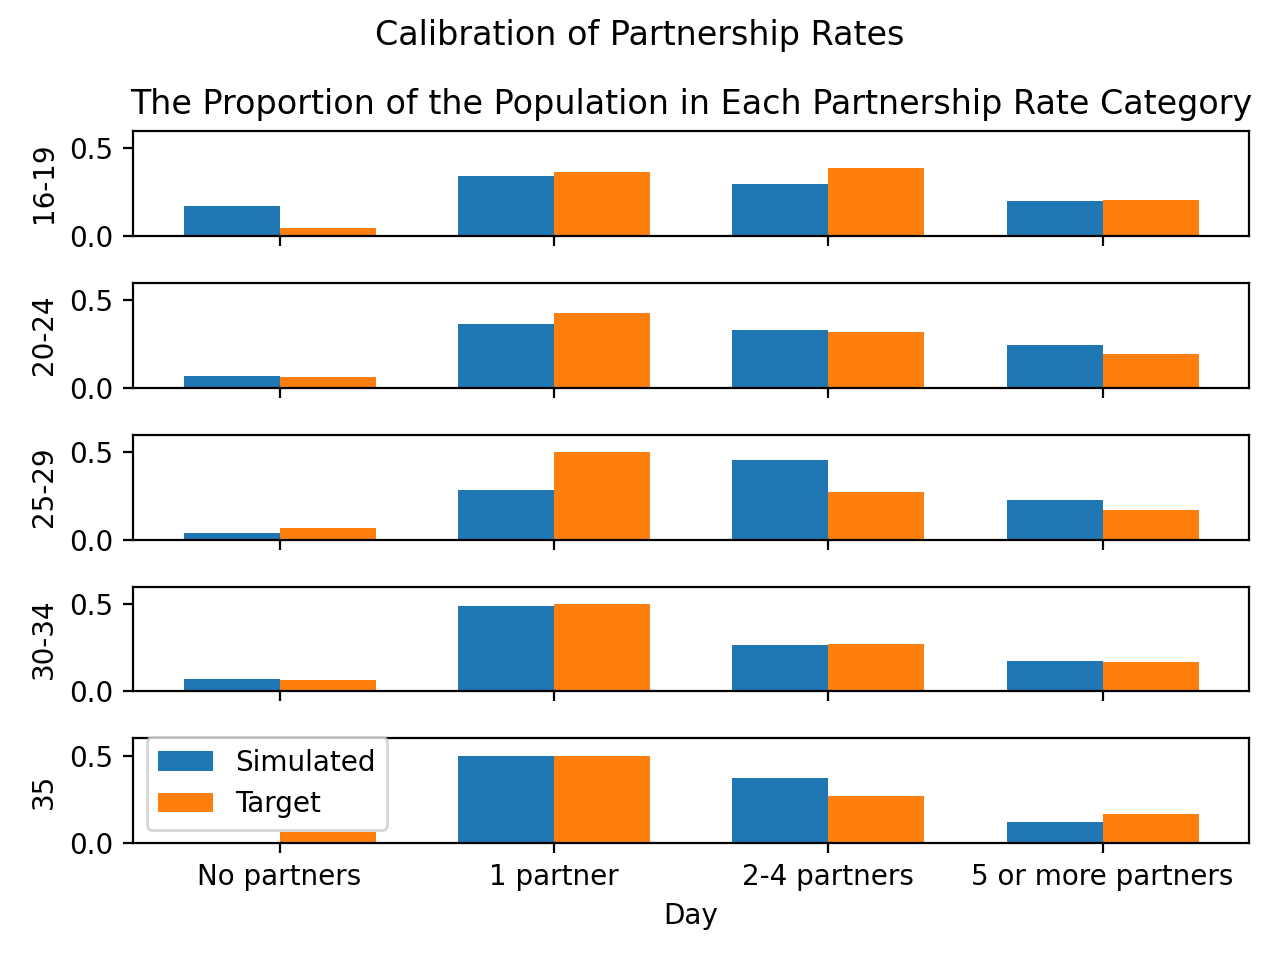 Calibration of Partnership Rates
The Proportion of the Population in Each Partnership Rate Category
0.5
0.0
16-19
0.5
0.0
20-24
0.5
0.0
25-29
0.5
0.0
30-34
0.5
0.0
35
Simulated
Target
No partners
1 partner
2-4 partners
5 or more partners
Day